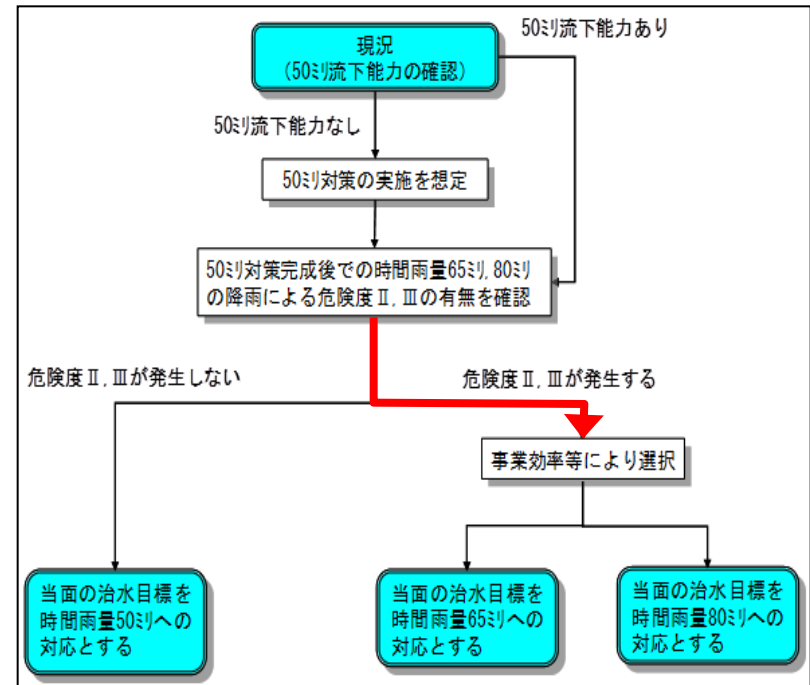 50㍉流下能力あり
現況
（50㍉流下能力の確認）
50㍉流下能力なし
50㍉対策の実施を想定
50㍉対策完成後での時間雨量65㍉,80㍉
の降雨による危険度Ⅱ,Ⅲの有無を確認
危険度Ⅱ,Ⅲが発生しない
危険度Ⅱ,Ⅲが発生する
事業効率等により選択
当面の治水目標を
時間雨量50㍉への
対応とする
当面の治水目標を
時間雨量65㍉への
対応とする
当面の治水目標を
時間雨量80㍉への
対応とする